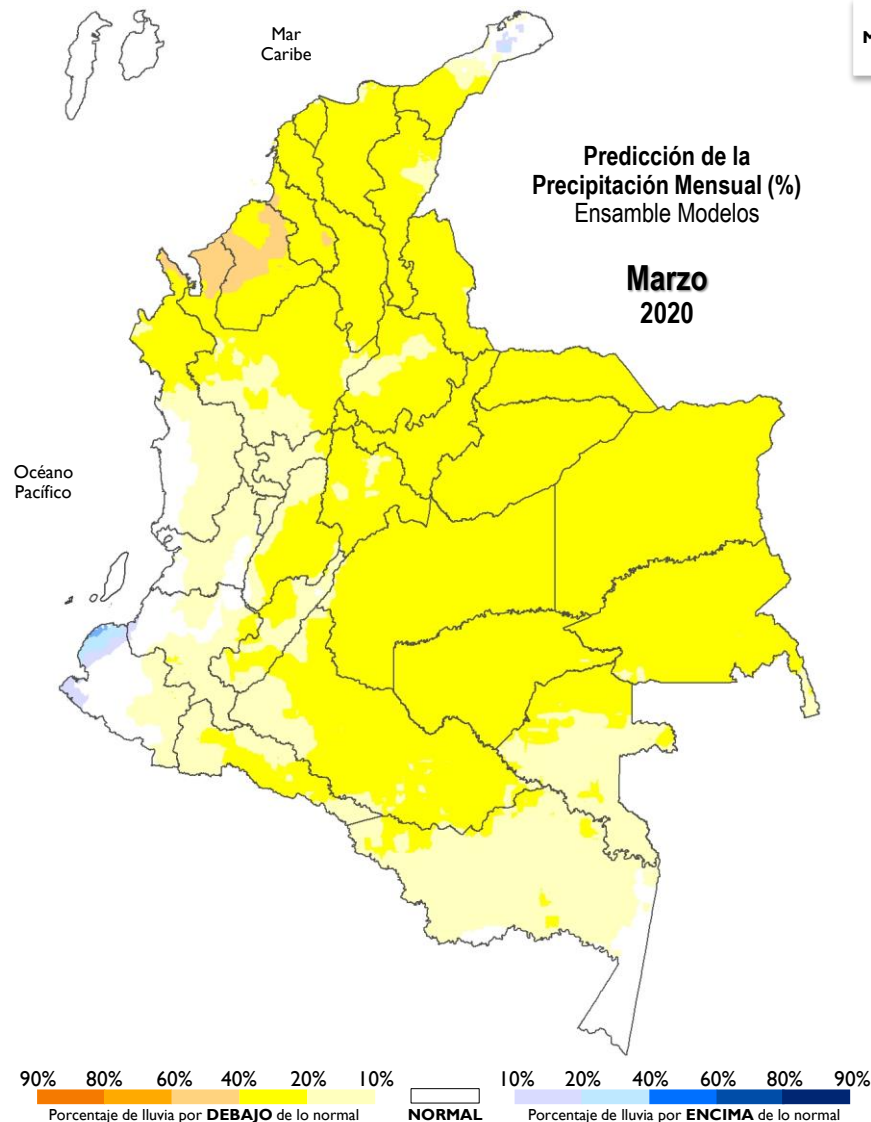 Mar
Caribe
M
Predicción de la
Precipitación Mensual (%)
Ensamble Modelos
Marzo
2020
Océano
Pacífico
90% 80% 60% 40% 20% 10% 10% 20% 40% 60% 80% 90%
Porcentaje de lluvia por DEBAJO de lo normal NORMAL Porcentaje de lluvia por ENCIMA de lo normal